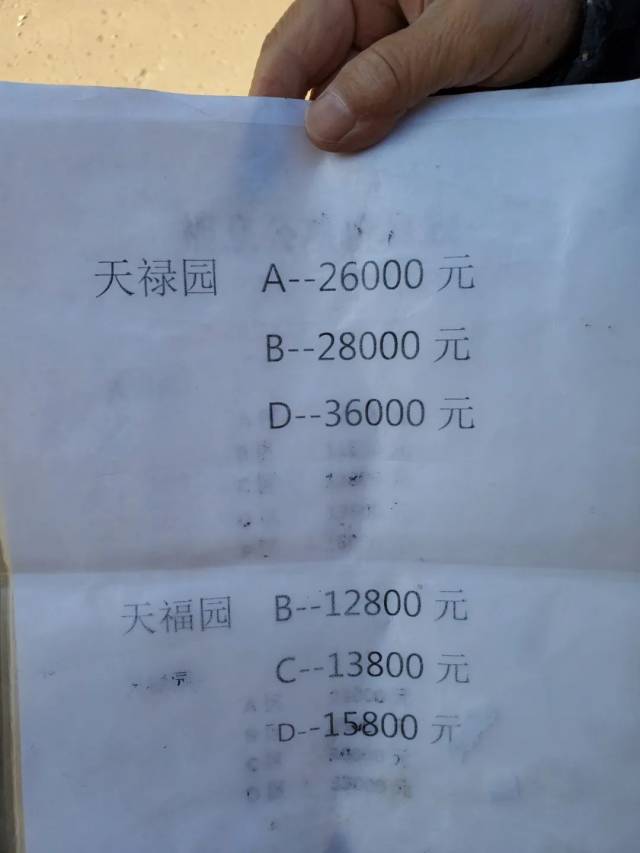 天禄园 A--26000 元
B--28000 元
D--36000 元
天福园 B--12800 元
C--13800 元
D--15800 元